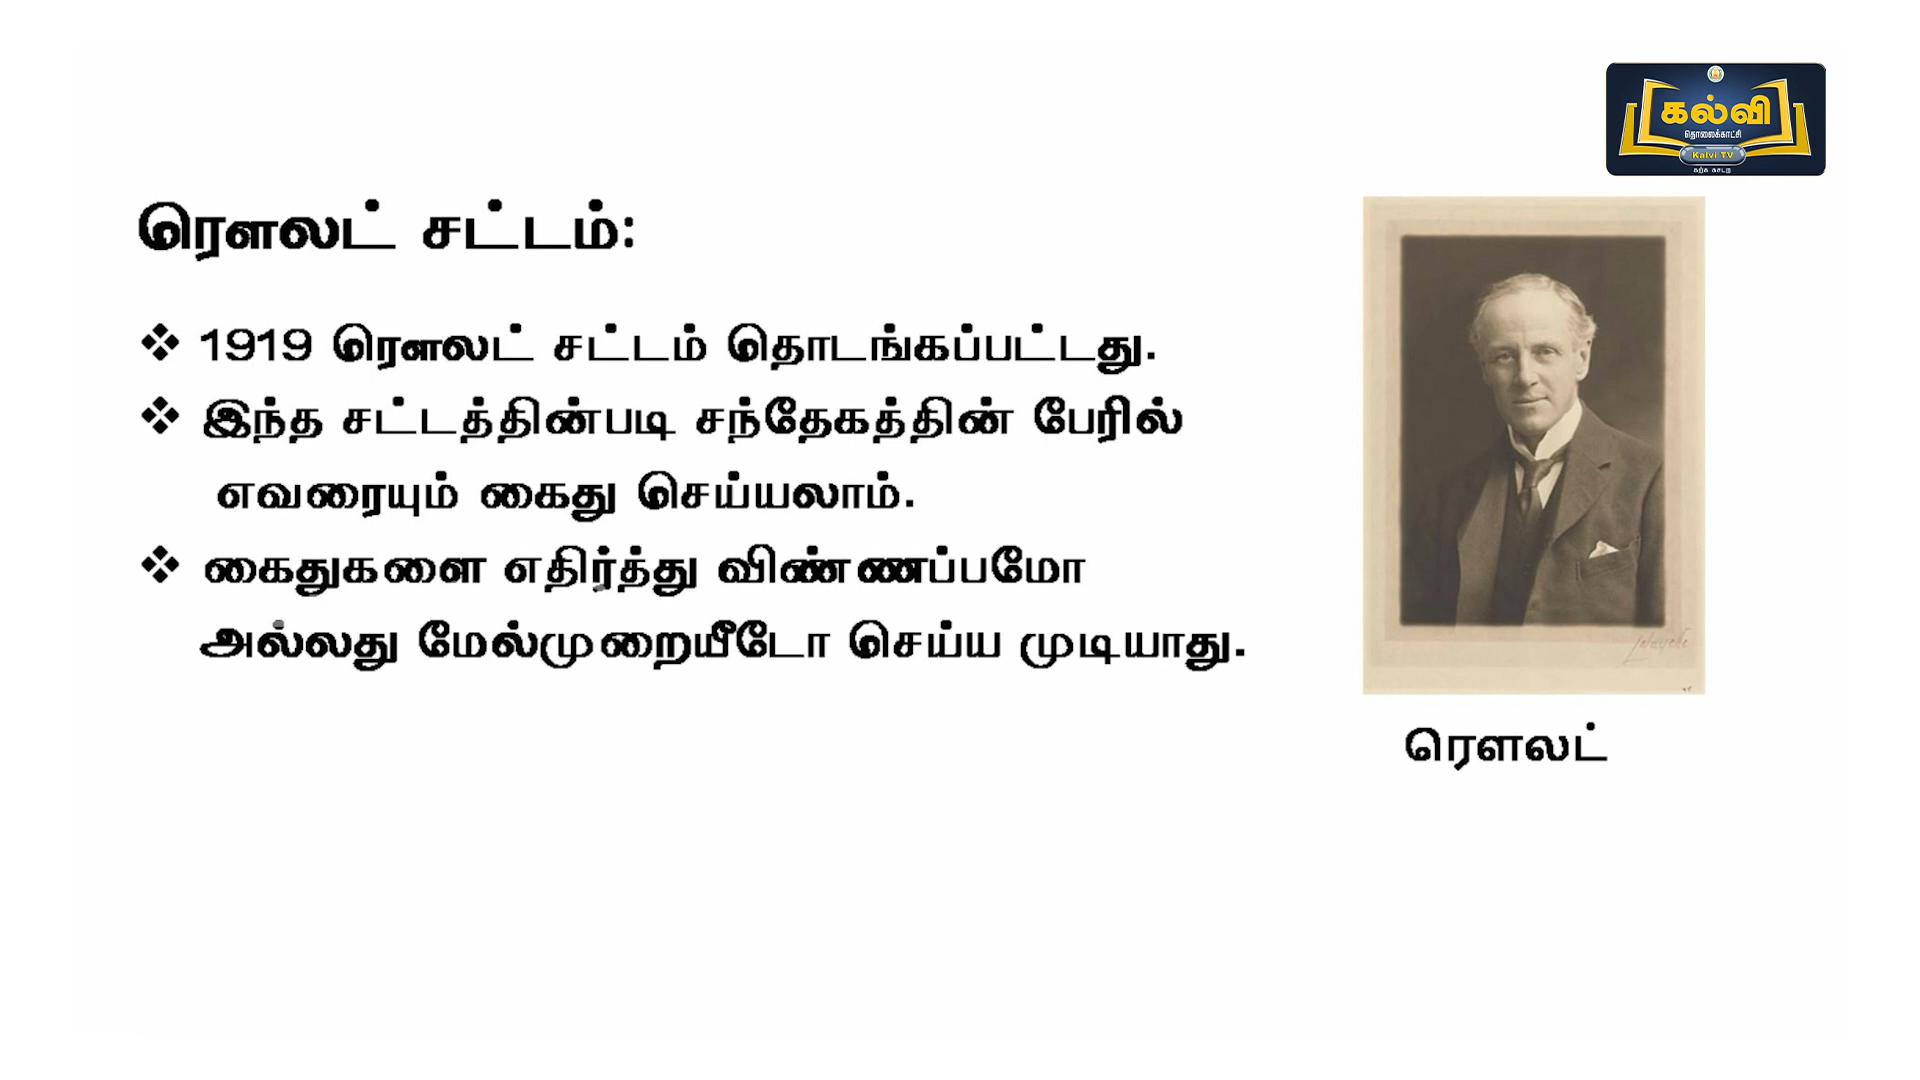 கல்வி
தொலைக்காட்சி
Kalvi TV
கற்க கசடற
ரௌலட் சட்டம்:
❖ 1919 ரௌலட் சட்டம் தொடங்கப்பட்டது.
❖ இந்த சட்டத்தின்படி சந்தேகத்தின் பேரில்
எவரையும் கைது செய்யலாம்.
❖ கைதுகளை எதிர்த்து விண்ணப்பமோ
அல்லது மேல்முறையீடோ செய்ய முடியாது.
Lafayette
ரௌலட்